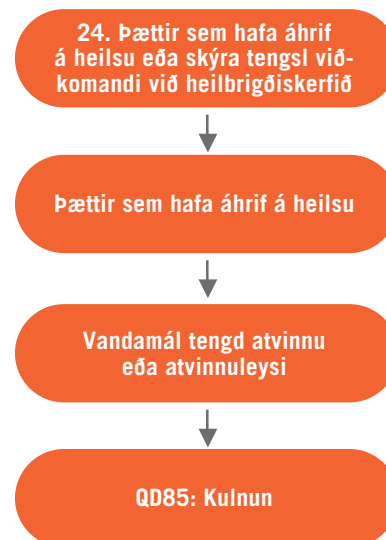 24. Þættir sem hafa áhrif
á heilsu eða skýra tengsl við-
komandi við heilbrigðiskerfið
Þættir sem hafa áhrif á heilsu
Vandamál tengd atvinnu
eða atvinnuleysi
QD85: Kulnun